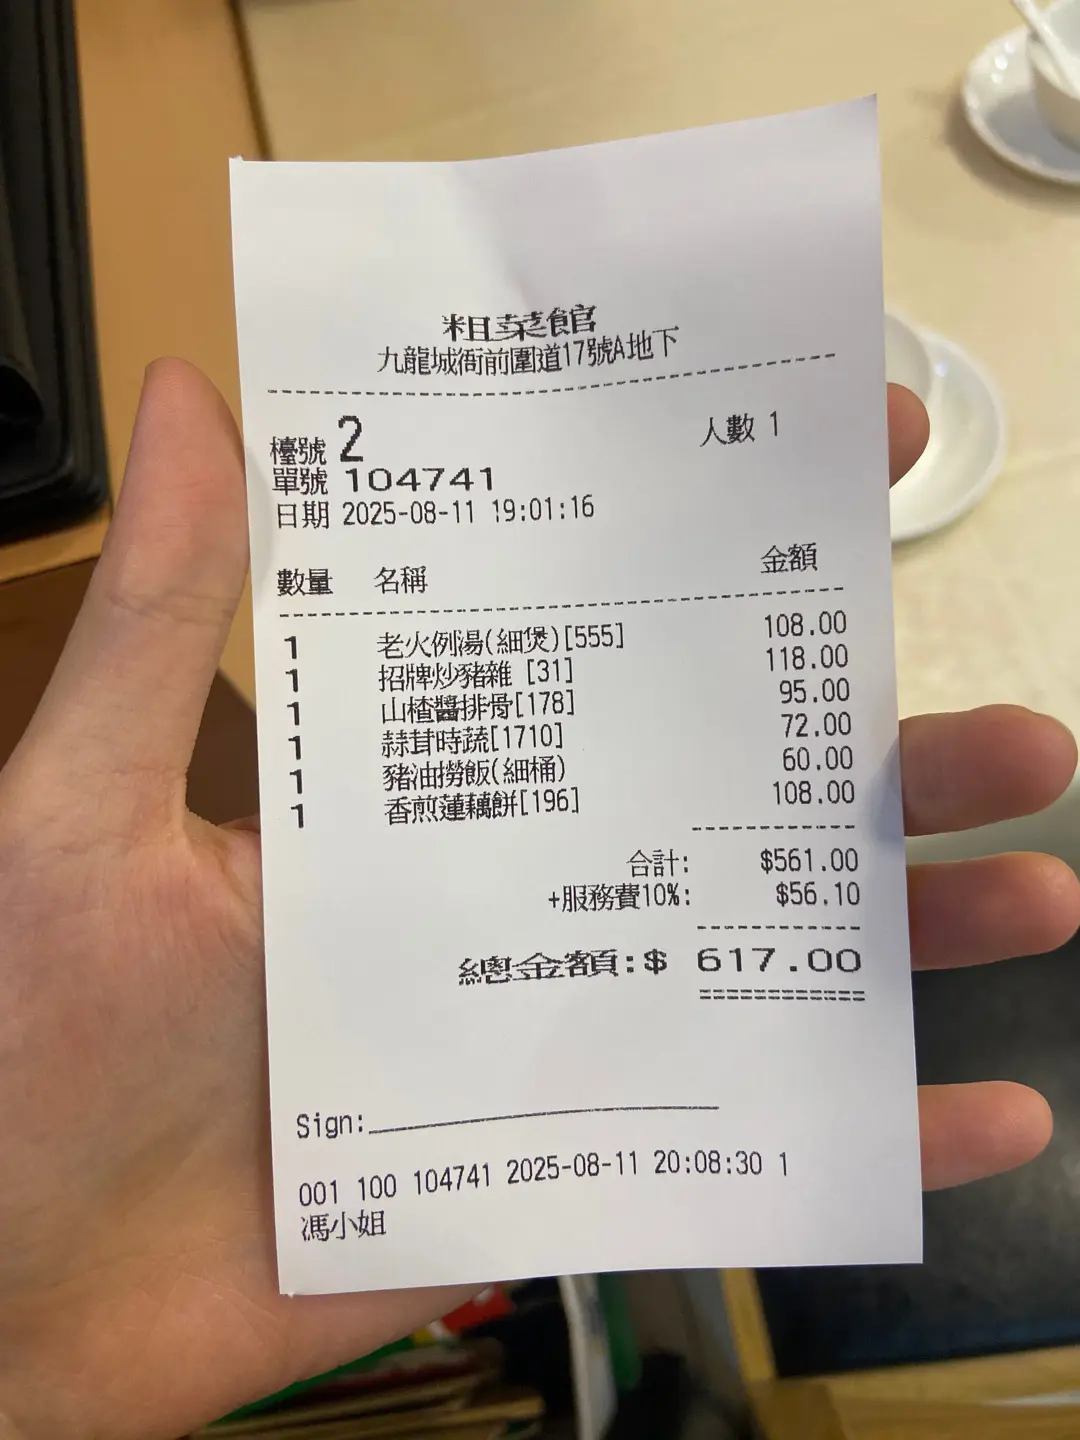 粗菜館
九龍城衙前圍道17號A地下
檯號 2 人數 1
單號 104741
日期 2025-08-11 19:01:16
數量 名稱 金額
1 老火例湯(細煲)[555] 108.00
1 招牌炒豬雜 [31] 118.00
1 山楂醬排骨[178] 95.00
1 蒜茸時蔬[1710] 72.00
1 豬油撈飯(細桶) 60.00
1 香煎蓮藕餅[196] 108.00
合計: $561.00
+服務費10%: $56.10
總金額:$ 617.00
Sign:
001 100 104741 2025-08-11 20:08:30 1
馮小姐